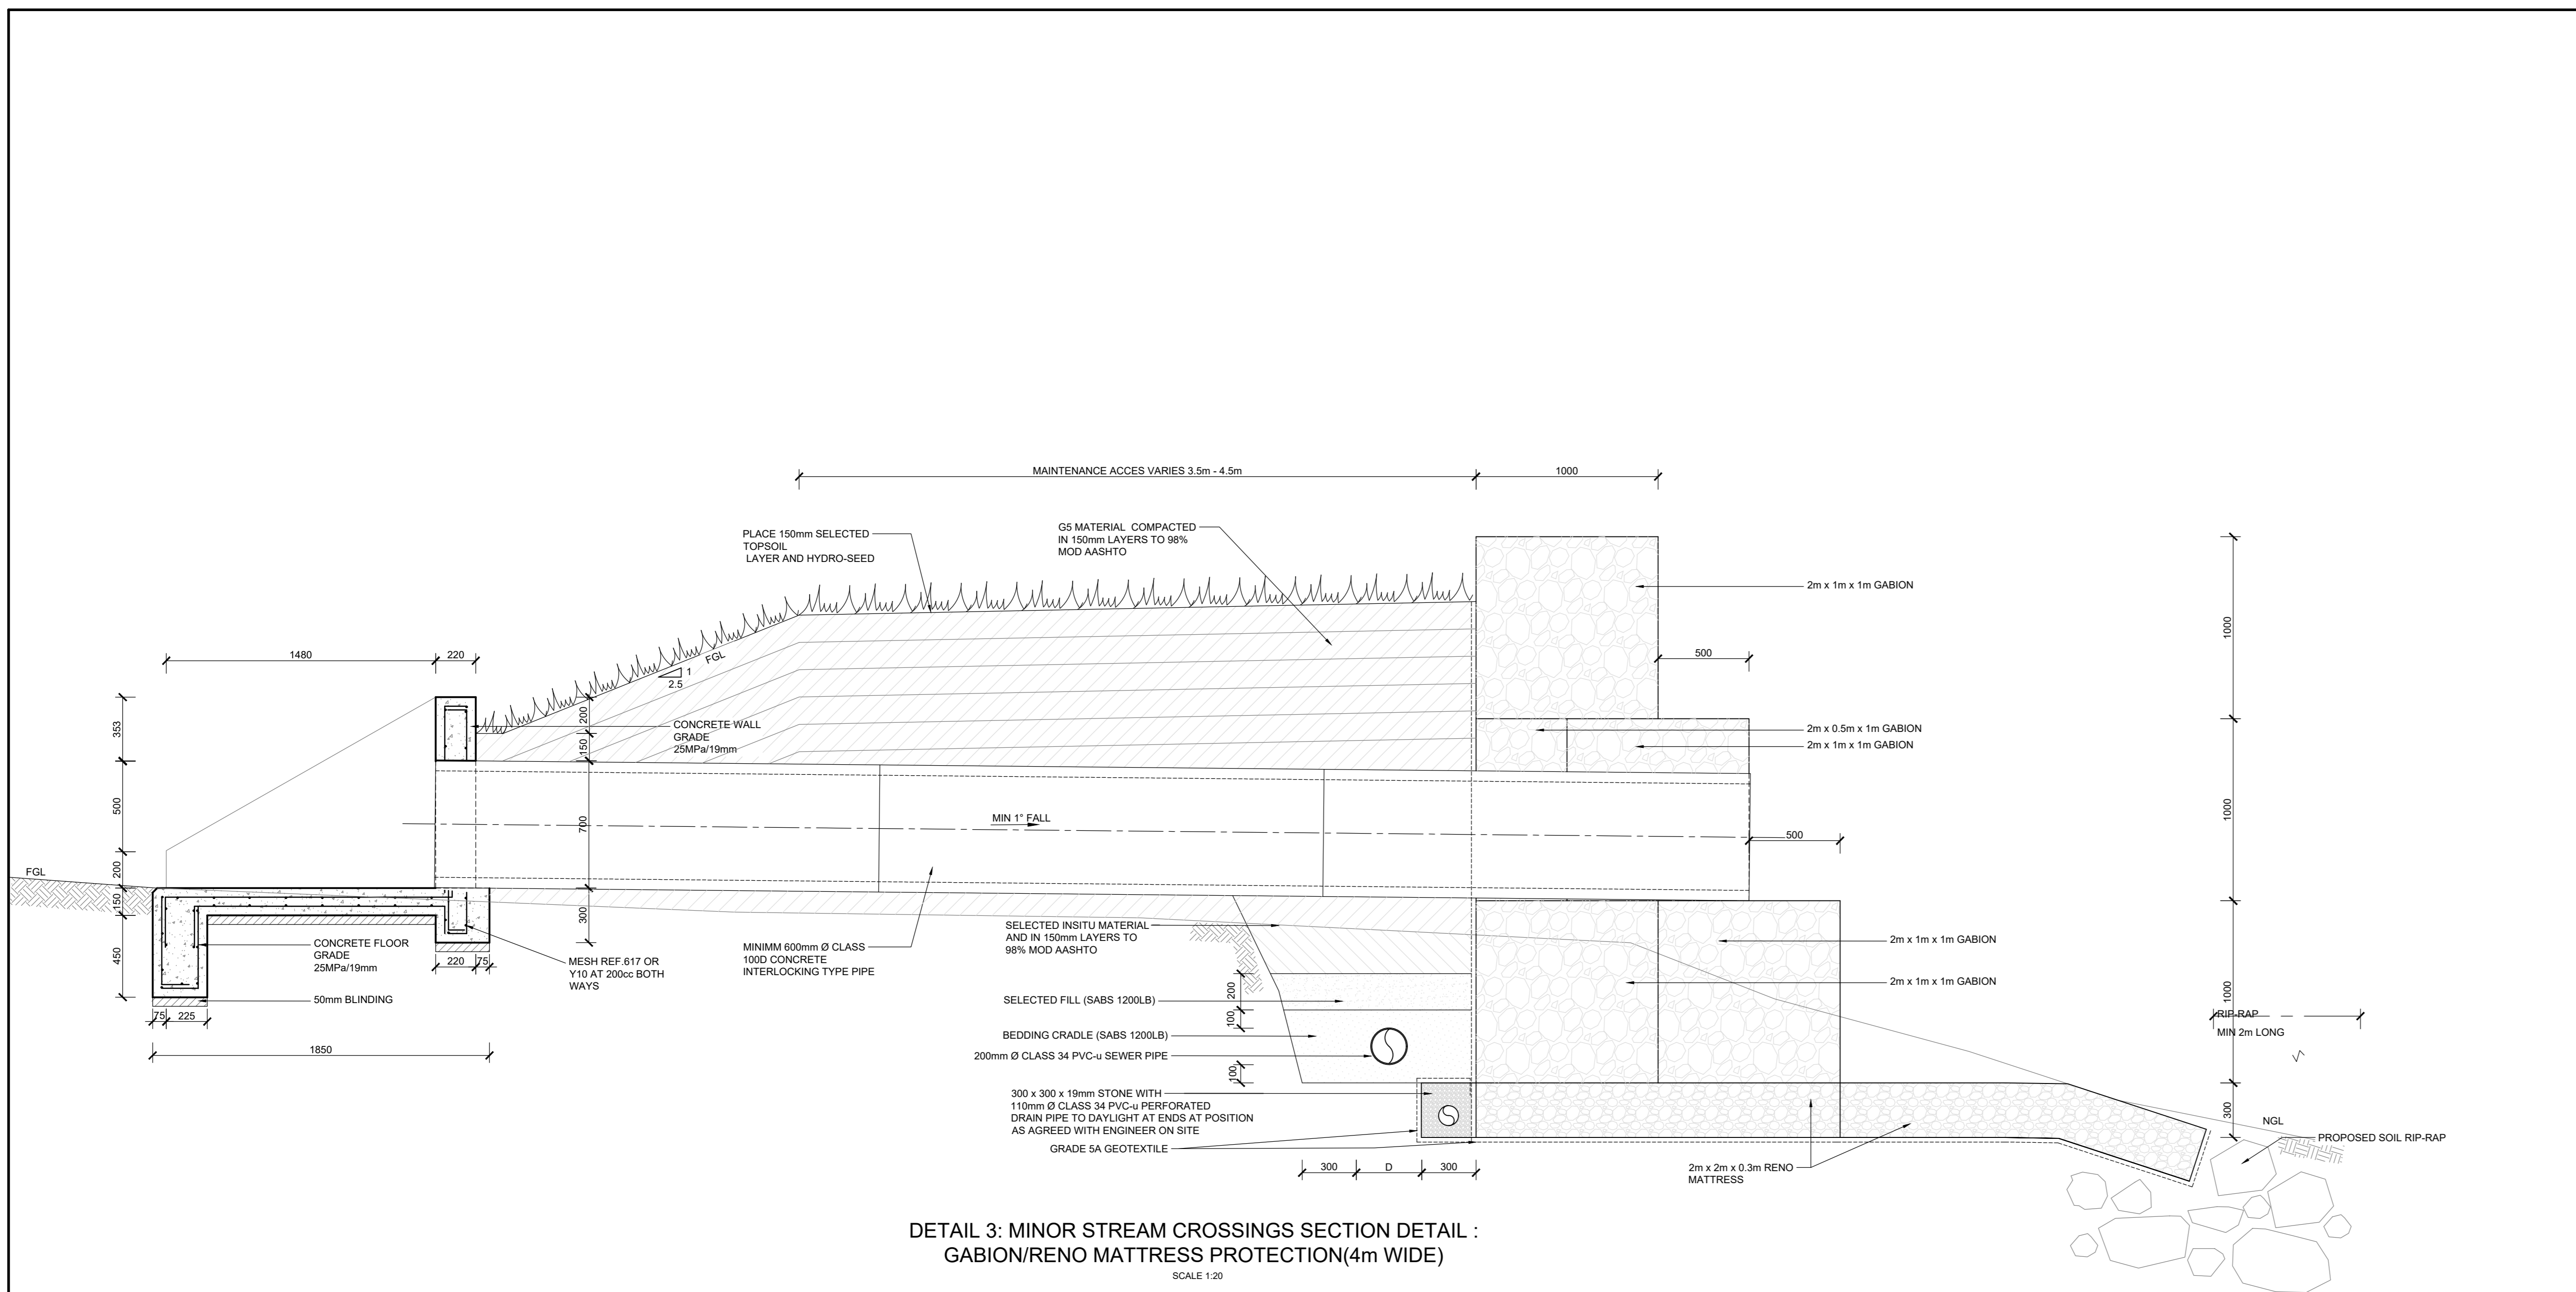 MAINTENANCE ACCES VARIES 3.5m - 4.5m
1000
PLACE 150mm SELECTED
TOPSOIL
LAYER AND HYDRO-SEED
G5 MATERIAL COMPACTED
IN 150mm LAYERS TO 98%
MOD AASHTO
2m x 1m x 1m GABION
1000
1480
220
FGL
1
2.5
500
353
200
150
CONCRETE WALL
GRADE
25MPa/19mm
2m x 0.5m x 1m GABION
2m x 1m x 1m GABION
500
700
MIN 1° FALL
500
1000
FGL
200
150
450
300
CONCRETE FLOOR
GRADE
25MPa/19mm
50mm BLINDING
220
75
MESH REF.617 OR
Y10 AT 200cc BOTH
WAYS
MINIMM 600mm Ø CLASS
100D CONCRETE
INTERLOCKING TYPE PIPE
SELECTED INSITU MATERIAL
AND IN 150mm LAYERS TO
98% MOD AASHTO
2m x 1m x 1m GABION
2m x 1m x 1m GABION
75
225
1850
200
100
100
SELECTED FILL (SABS 1200LB)
BEDDING CRADLE (SABS 1200LB)
200mm Ø CLASS 34 PVC-u SEWER PIPE
1000
RIP-RAP
MIN 2m LONG
300 x 300 x 19mm STONE WITH
110mm Ø CLASS 34 PVC-u PERFORATED
DRAIN PIPE TO DAYLIGHT AT ENDS AT POSITION
AS AGREED WITH ENGINEER ON SITE
GRADE 5A GEOTEXTILE
300
NGL
PROPOSED SOIL RIP-RAP
300
D
300
2m x 2m x 0.3m RENO
MATTRESS
DETAIL 3: MINOR STREAM CROSSINGS SECTION DETAIL :
GABION/RENO MATTRESS PROTECTION(4m WIDE)
SCALE 1:20